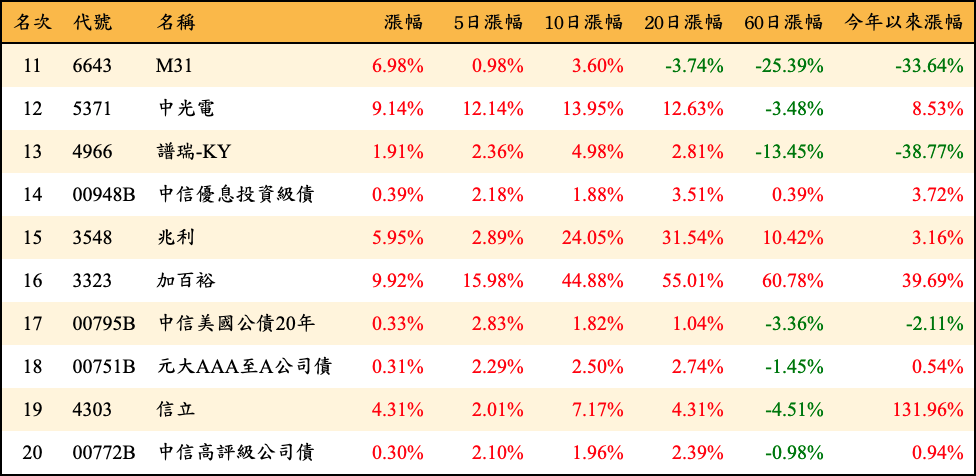 名次 代號 名稱 漲幅 5日漲幅 10日漲幅 20日漲幅 60日漲幅 今年以來漲幅
11 6643 M31 6.98% 0.98% 3.60% -3.74% -25.39% -33.64%
12 5371 中光電 9.14% 12.14% 13.95% 12.63% -3.48% 8.53%
13 4966 譜瑞-KY 1.91% 2.36% 4.98% 2.81% -13.45% -38.77%
14 00948B 中信優息投資級債 0.39% 2.18% 1.88% 3.51% 0.39% 3.72%
15 3548 兆利 5.95% 2.89% 24.05% 31.54% 10.42% 3.16%
16 3323 加百裕 9.92% 15.98% 44.88% 55.01% 60.78% 39.69%
17 00795B 中信美國公債20年 0.33% 2.83% 1.82% 1.04% -3.36% -2.11%
18 00751B 元大AAA至A公司債 0.31% 2.29% 2.50% 2.74% -1.45% 0.54%
19 4303 信立 4.31% 2.01% 7.17% 4.31% -4.51% 131.96%
20 00772B 中信高評級公司債 0.30% 2.10% 1.96% 2.39% -0.98% 0.94%